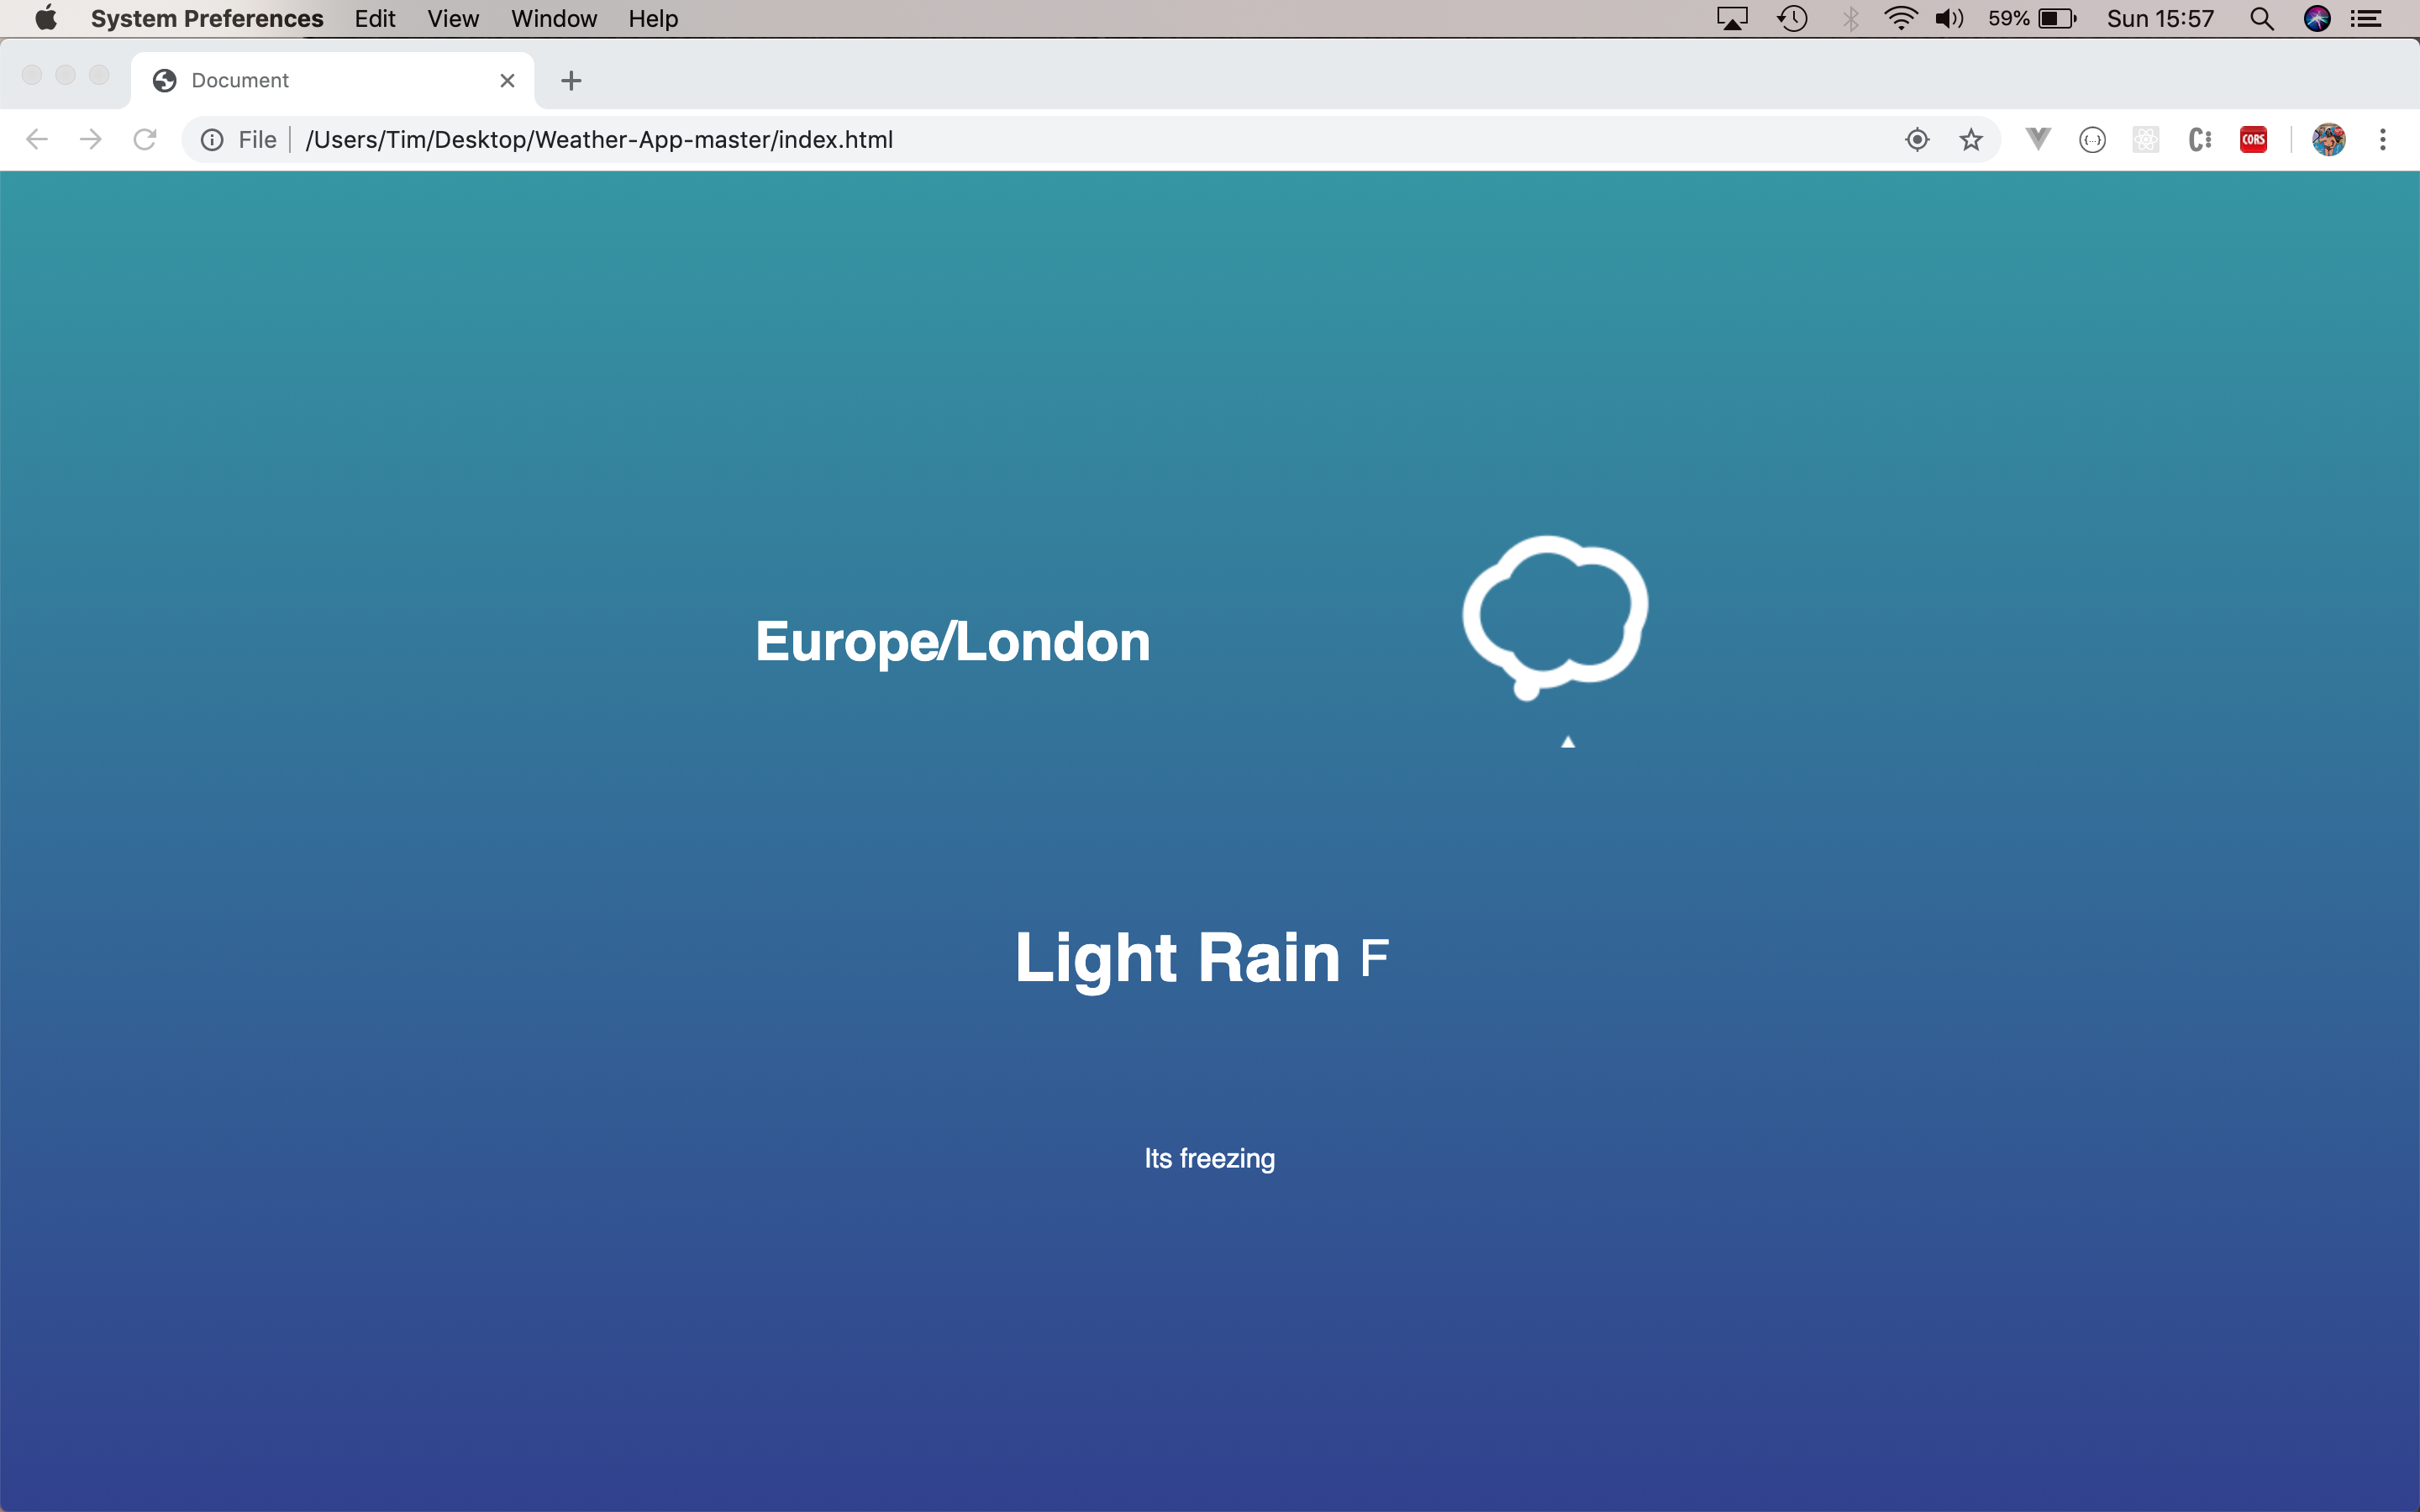 System Preferences Edit View Window Help 59% Sun 15:57
Document
File /Users/Tim/Desktop/Weather-App-master/index.html CORS
Europe/London
Light Rain F
Its freezing